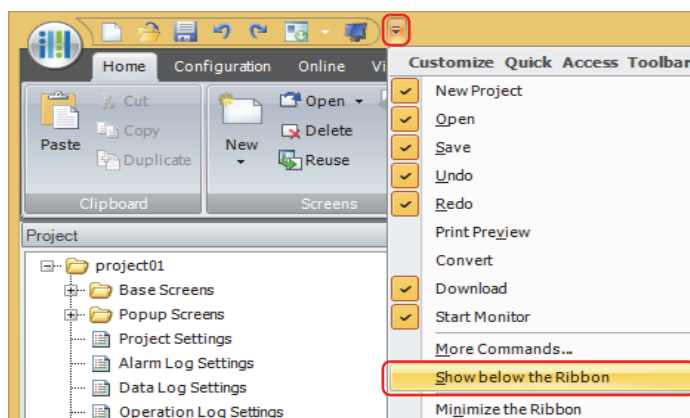 Home Configuration Online
Customize Quick Access Toolbar
Cut
Copy
Duplicate
Paste
New
Open
Delete
Reuse
Clipboard
Screens
New Project
Open
Save
Undo
Redo
Print Preview
Convert
Download
Start Monitor
More Commands...
Show below the Ribbon
Minimize the Ribbon
Project
project01
Base Screens
Popup Screens
Project Settings
Alarm Log Settings
Data Log Settings
Operation Log Settings